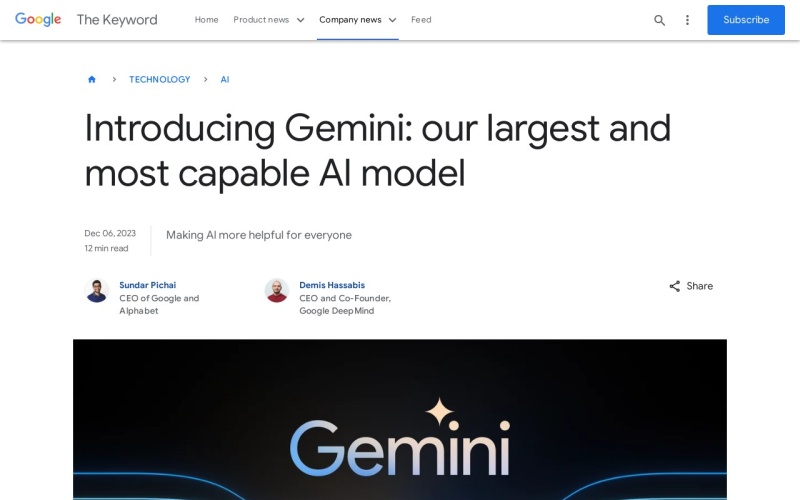 Google The Keyword Home Product news Company news Feed Subscribe
TECHNOLOGY AI
Introducing Gemini: our largest and
most capable AI model
Dec 06, 2023
12 min read
Making AI more helpful for everyone
Sundar Pichai
CEO of Google and
Alphabet
Demis Hassabis
CEO and Co-Founder,
Google DeepMind
Share
Gemini